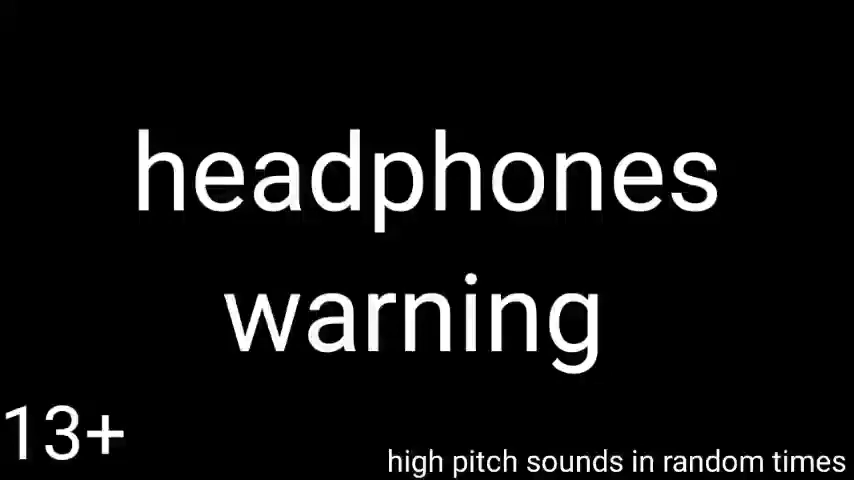 headphones
warning
13+
high pitch sounds in random times